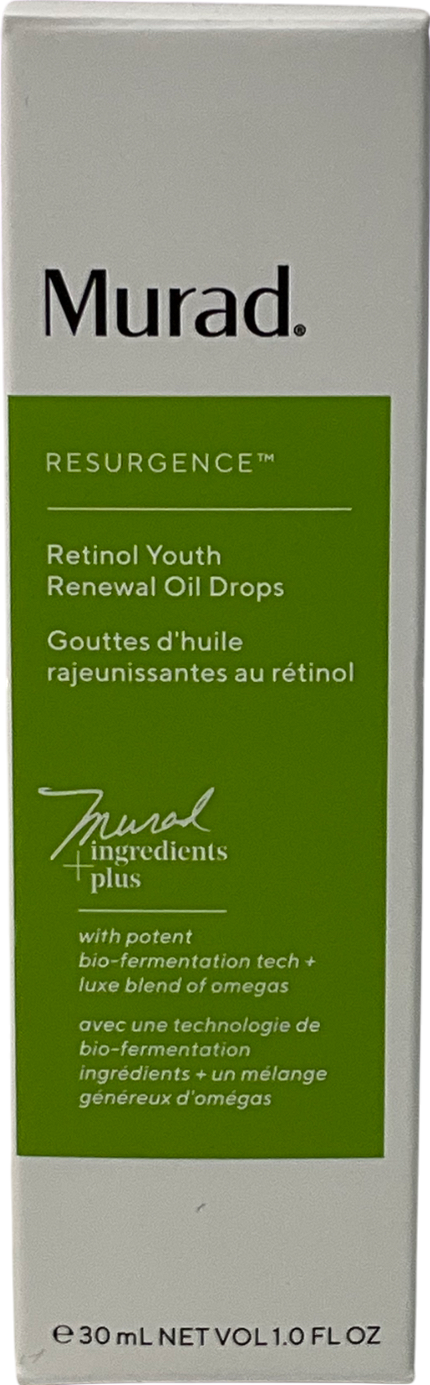 Murad®
RESURGENCE™
Retinol Youth
Renewal Oil Drops
Gouttes d'huile
rajeunissantes au rétinol
Murad
+ingredients
plus
with potent
bio-fermentation tech +
luxe blend of omegas
avec une technologie de
bio-fermentation
ingrédients + un mélange
généreux d'omégas
℮ 30 mL NET VOL 1.0 FL OZ